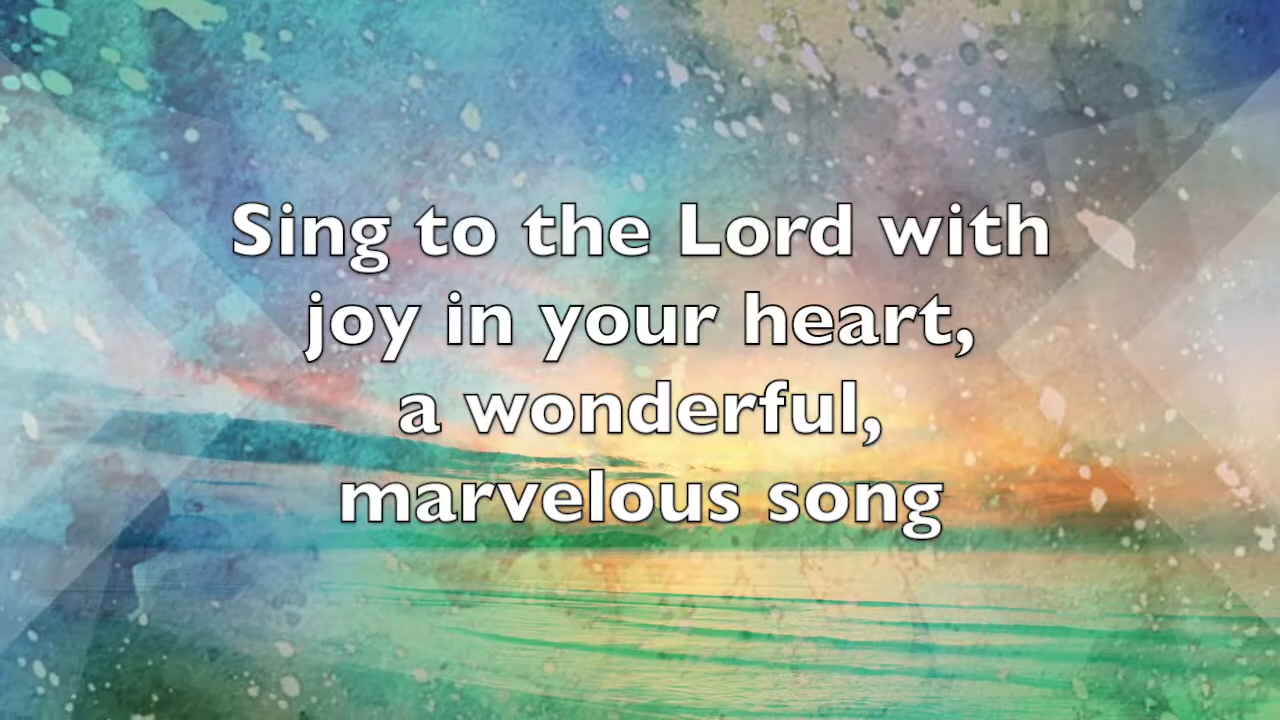 Sing to the Lord with
joy in your heart,
a wonderful,
marvelous song